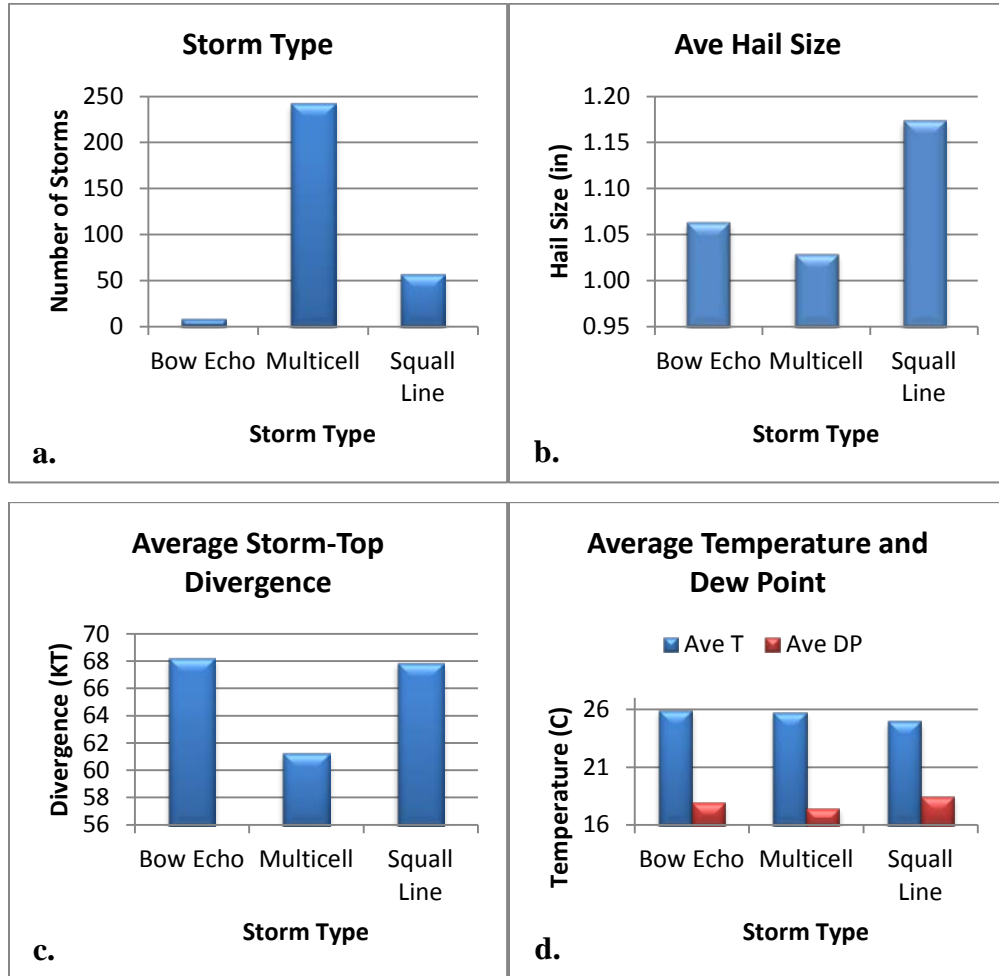 Storm Type
Number of Storms
250
200
150
100
50
0
Bow Echo Multicell Squall
Line
Storm Type
a.
Ave Hail Size
Hail Size (in)
1.20
1.15
1.10
1.05
1.00
0.95
Bow Echo Multicell Squall
Line
Storm Type
b.
Average Storm-Top
Divergence
Divergence (KT)
70
68
66
64
62
60
58
56
Bow Echo Multicell Squall
Line
Storm Type
c.
Average Temperature and
Dew Point
Ave T Ave DP
Temperature (C)
26
21
16
Bow Echo Multicell Squall
Line
Storm Type
d.